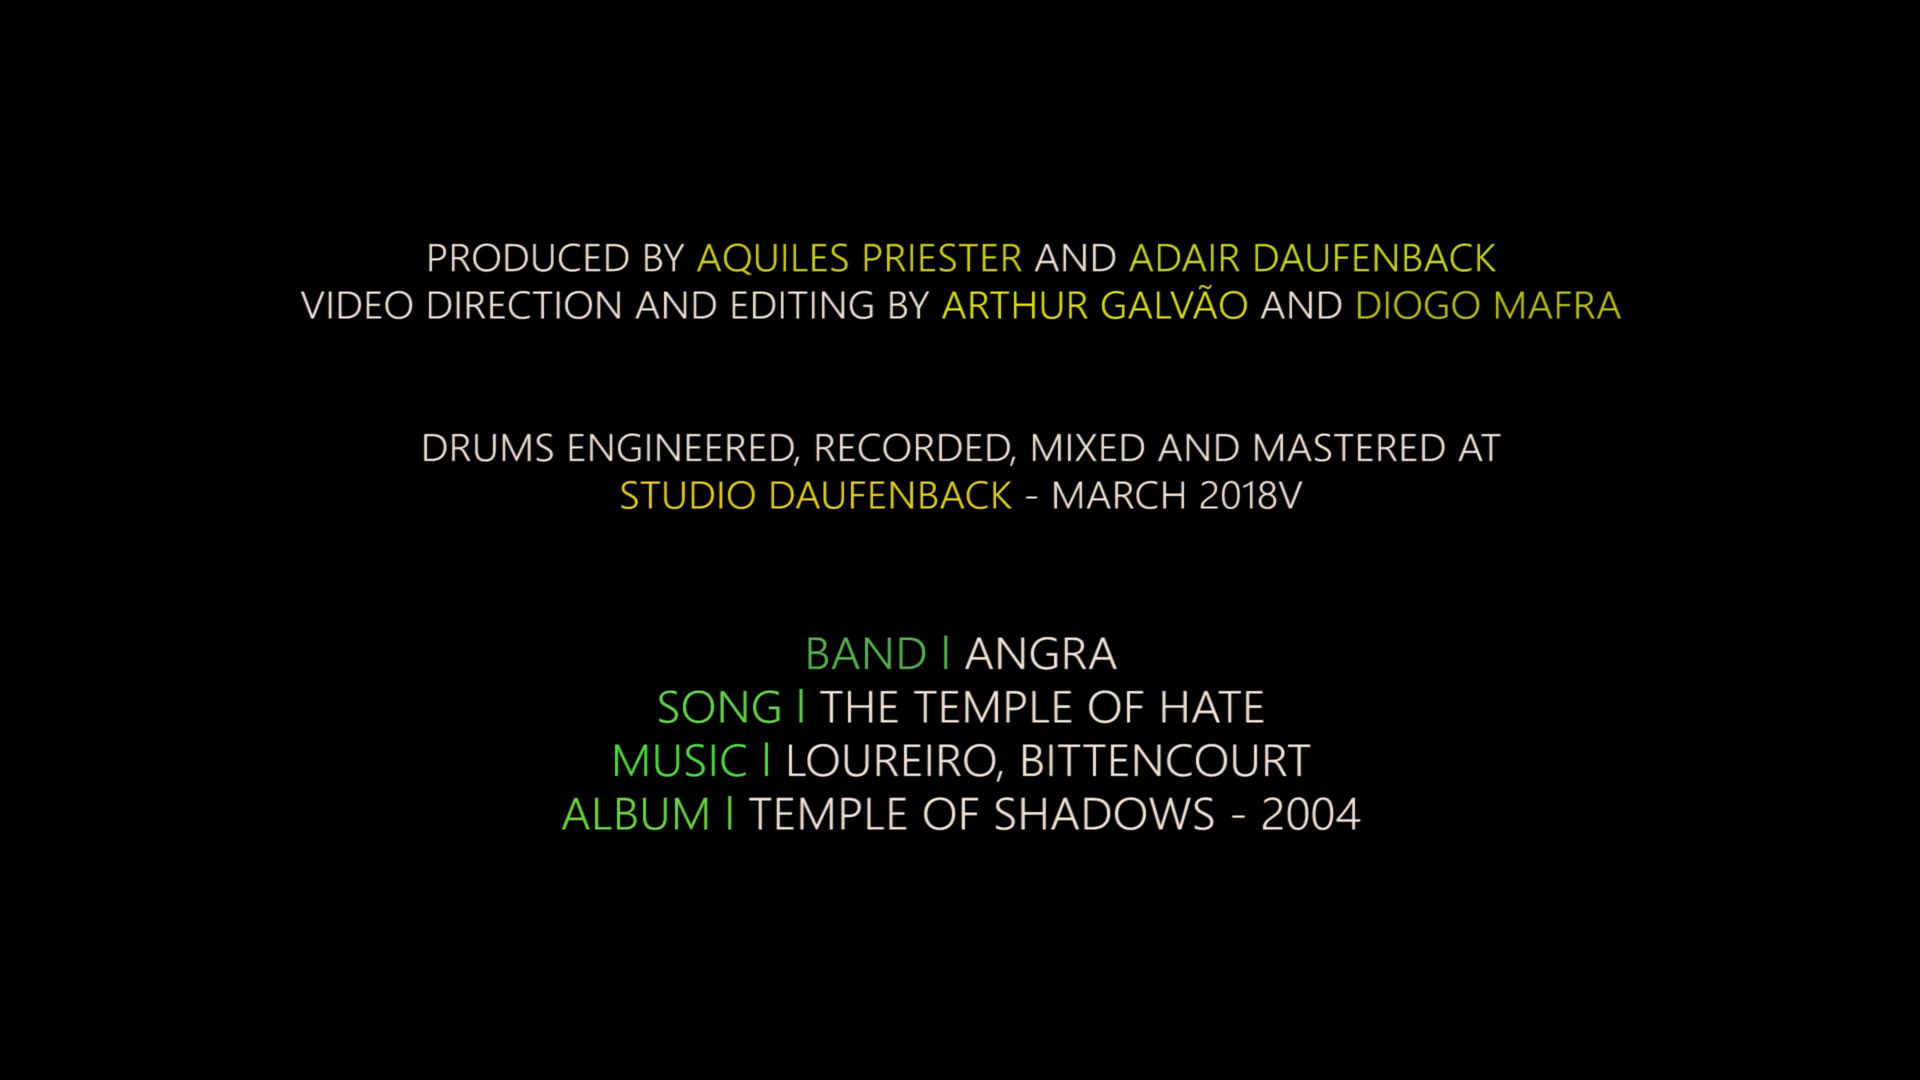 PRODUCED BY AQUILES PRIESTER AND ADAIR DAUFENBACK
VIDEO DIRECTION AND EDITING BY ARTHUR GALVÃO AND DIOGO MAFRA
DRUMS ENGINEERED, RECORDED, MIXED AND MASTERED AT
STUDIO DAUFENBACK - MARCH 2018V
BAND | ANGRA
SONG | THE TEMPLE OF HATE
MUSIC | LOUREIRO, BITTENCOURT
ALBUM | TEMPLE OF SHADOWS - 2004